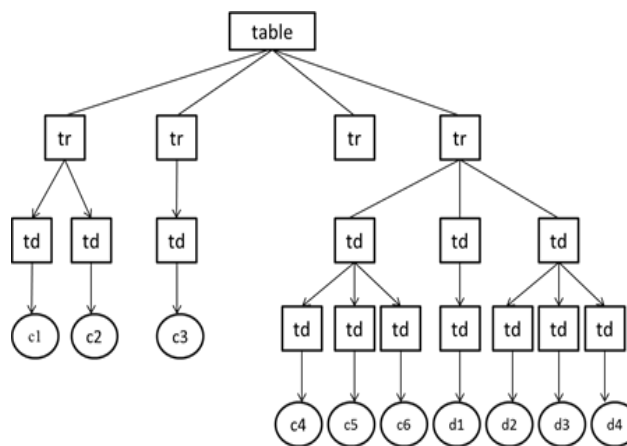 table
tr tr tr tr
td td td td td td
td td td td td td td
c1 c2 c3
c4 c5 c6 d1 d2 d3 d4